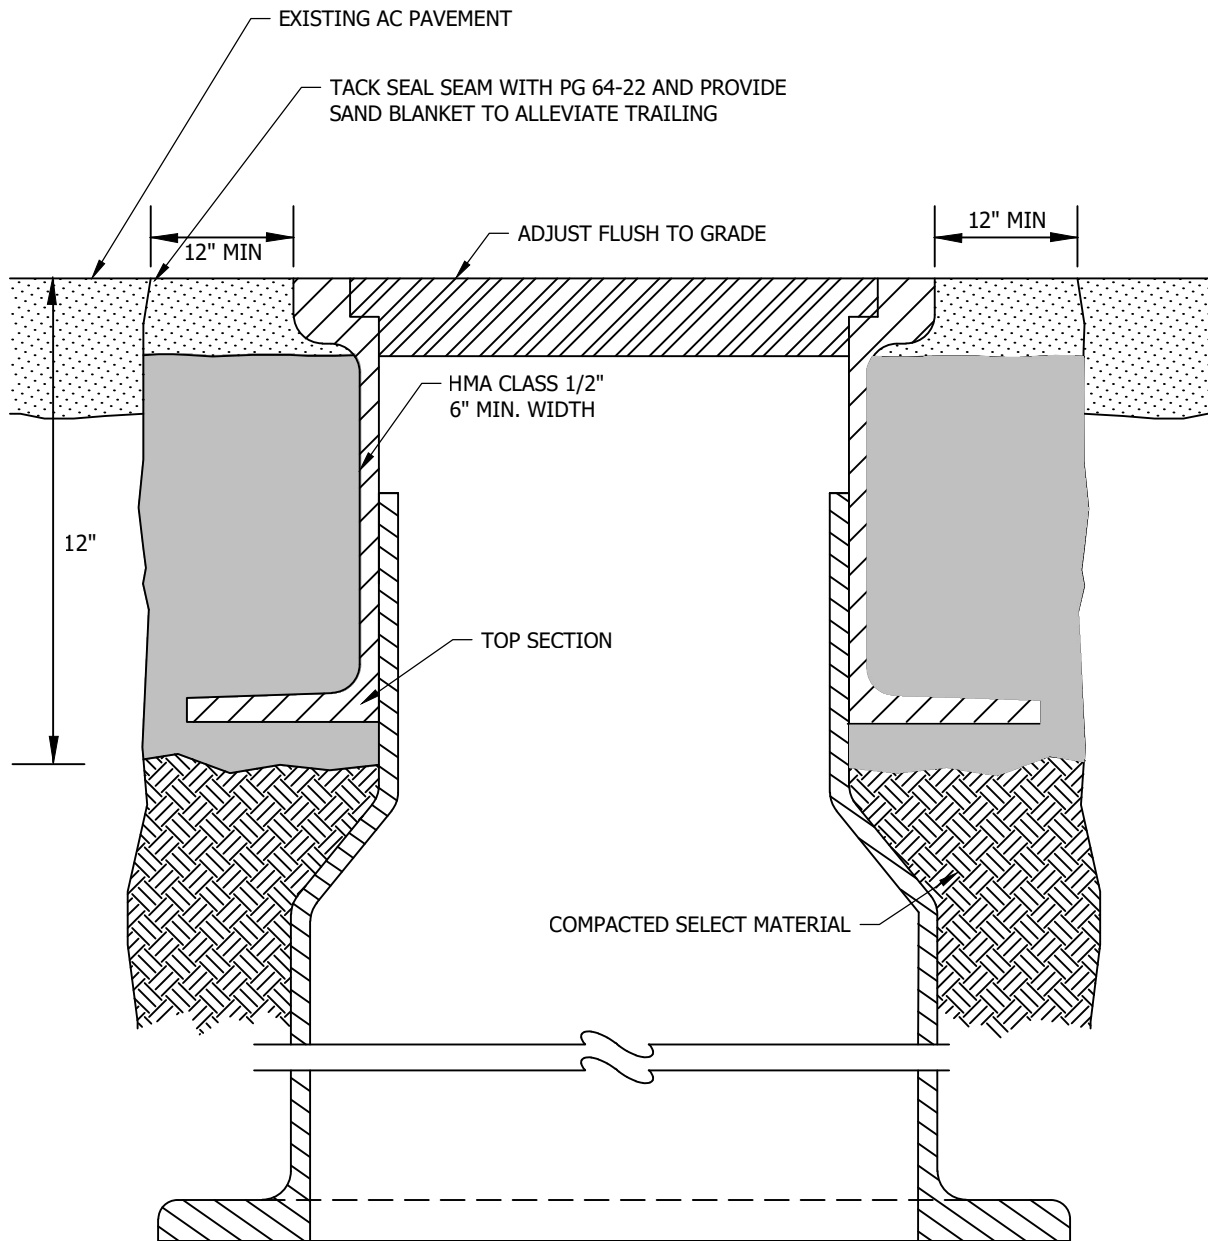 EXISTING AC PAVEMENT
TACK SEAL SEAM WITH PG 64-22 AND PROVIDE
SAND BLANKET TO ALLEVIATE TRAILING
12" MIN
ADJUST FLUSH TO GRADE
12" MIN
HMA CLASS 1/2"
6" MIN. WIDTH
12"
TOP SECTION
COMPACTED SELECT MATERIAL